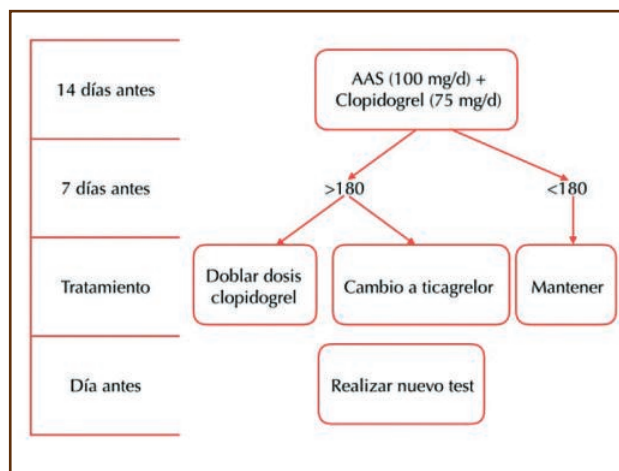 14 días antes
AAS (100 mg/d) +
Clopidogrel (75 mg/d)
7 días antes
>180
<180
Tratamiento
Doblar dosis
clopidogrel
Cambio a ticagrelor
Mantener
Día antes
Realizar nuevo test